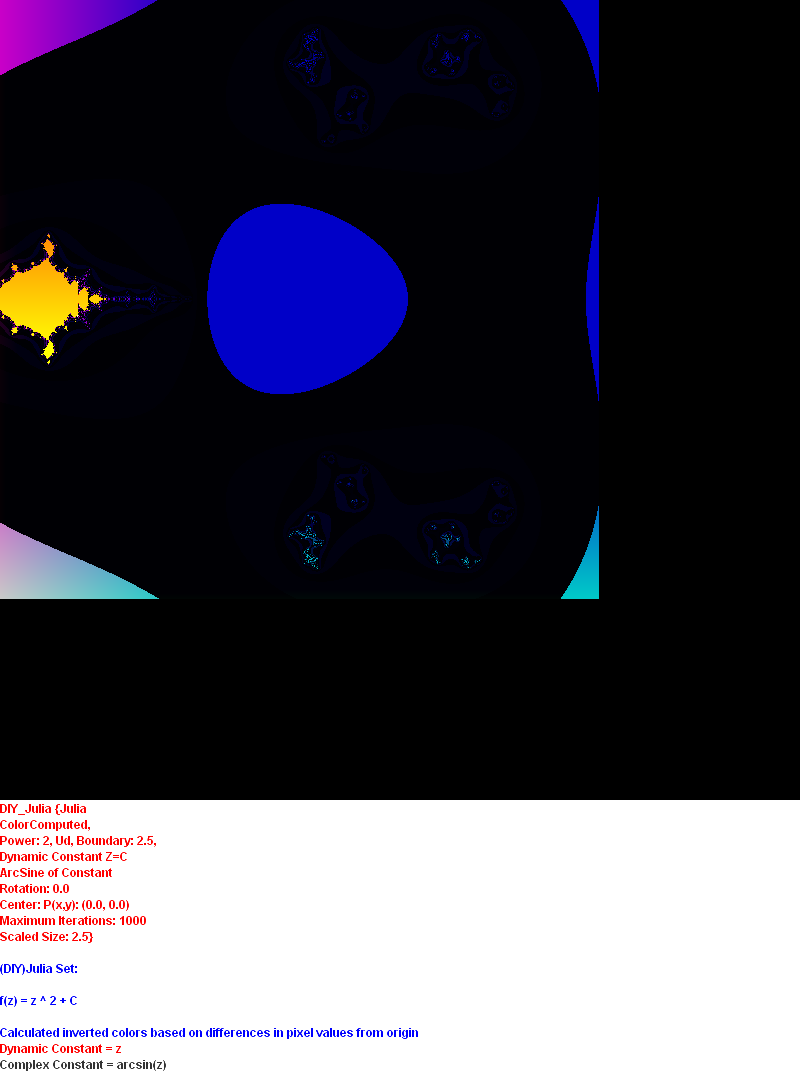 DIY_Julia {Julia
ColorComputed,
Power: 2, Ud, Boundary: 2.5,
Dynamic Constant Z=C
ArcSine of Constant
Rotation: 0.0
Center: P(x,y): (0.0, 0.0)
Maximum Iterations: 1000
Scaled Size: 2.5}
(DIY)Julia Set:
f(z) = z ^ 2 + C
Calculated inverted colors based on differences in pixel values from origin
Dynamic Constant = z
Complex Constant = arcsin(z)